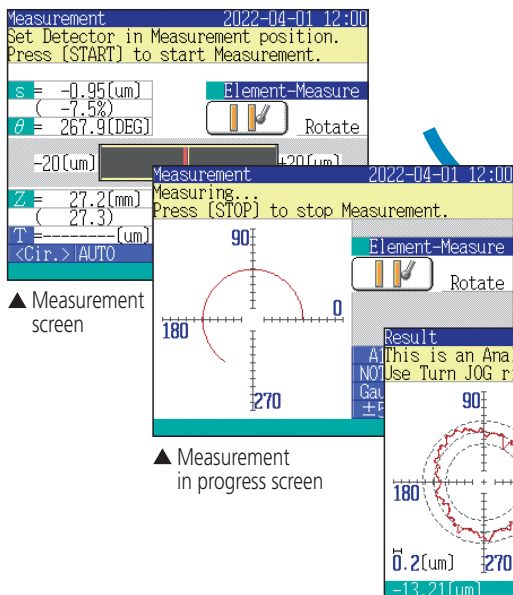 Measurement 2022-04-01 12:00
Set Detector in Measurement position.
Press [START] to start Measurement.
s = -0.95[um]
( -7.5%)
θ = 267.9[DEG]
Element-Measure
Rotate
-20[um] +20[um]
Z = 27.2[mm]
( 27.3)
T =--------[um]
<Cir.> AUTO
▲ Measurement
screen
Measurement 2022-04-01 12:00
Measuring...
Press [STOP] to stop Measurement.
Element-Measure
Rotate
90
180
0
270
NOT
Gau
▲ Measurement
in progress screen
Result
This is an Ana
Use Turn JOG r
90
180
0.2[um]
270
-13.21[um]